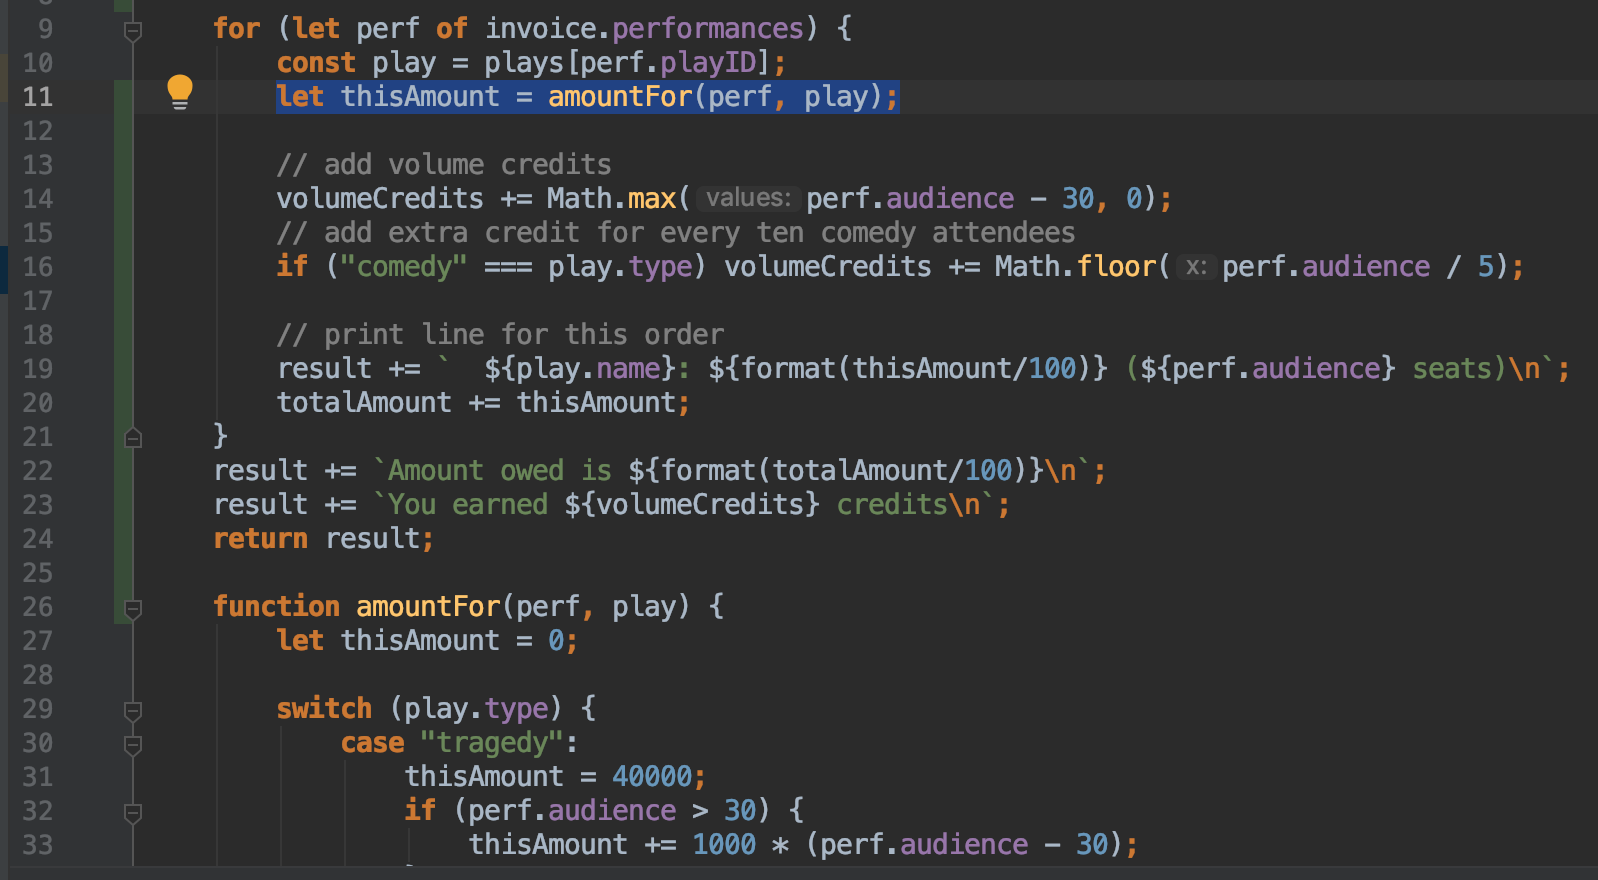 9 for (let perf of invoice.performances) {
10 const play = plays[perf.playID];
11 let thisAmount = amountFor(perf, play);
12
13 // add volume credits
14 volumeCredits += Math.max( values: perf.audience - 30, 0);
15 // add extra credit for every ten comedy attendees
16 if ("comedy" === play.type) volumeCredits += Math.floor( x: perf.audience / 5);
17
18 // print line for this order
19 result += `  ${play.name}: ${format(thisAmount/100)} (${perf.audience} seats)\n`;
20 totalAmount += thisAmount;
21 }
22 result += `Amount owed is ${format(totalAmount/100)}\n`;
23 result += `You earned ${volumeCredits} credits\n`;
24 return result;
25
26 function amountFor(perf, play) {
27 let thisAmount = 0;
28
29 switch (play.type) {
30 case "tragedy":
31 thisAmount = 40000;
32 if (perf.audience > 30) {
33 thisAmount += 1000 * (perf.audience - 30);